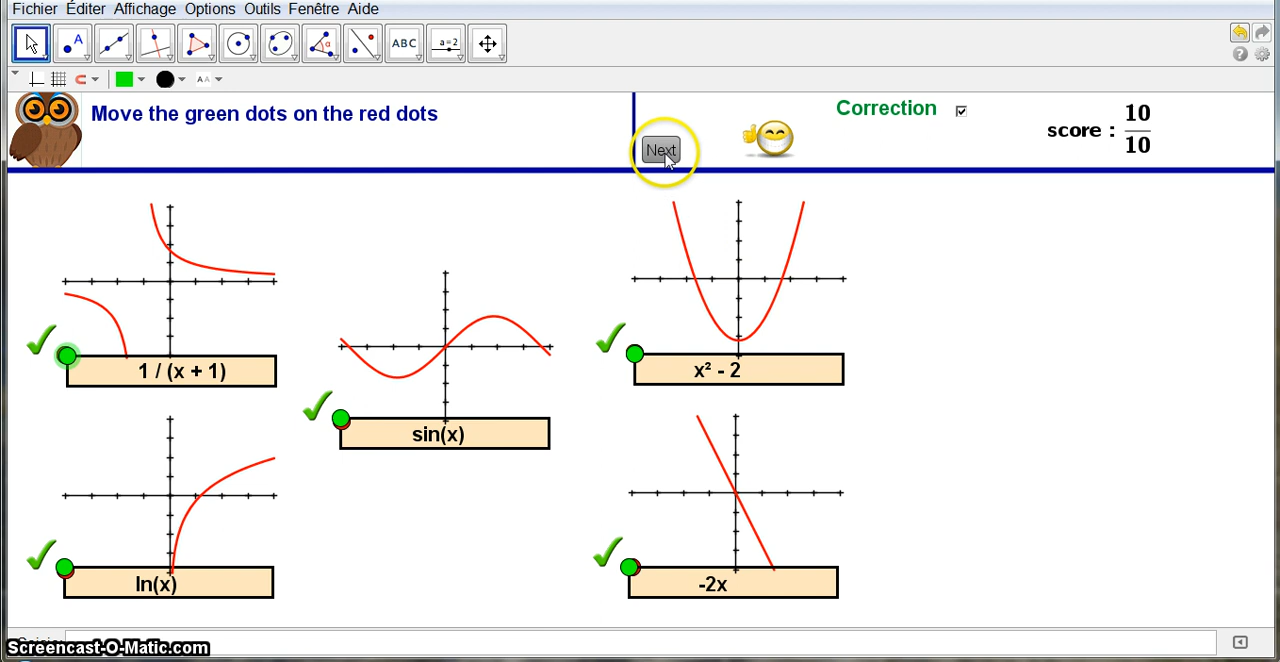 Fichier Éditer Affichage Options Outils Fenêtre Aide
A
α
ABC
a=2
A A
Move the green dots on the red dots
Next
Correction
score : 10
10
1 / (x + 1)
sin(x)
x² - 2
ln(x)
-2x
Screencast-O-Matic.com